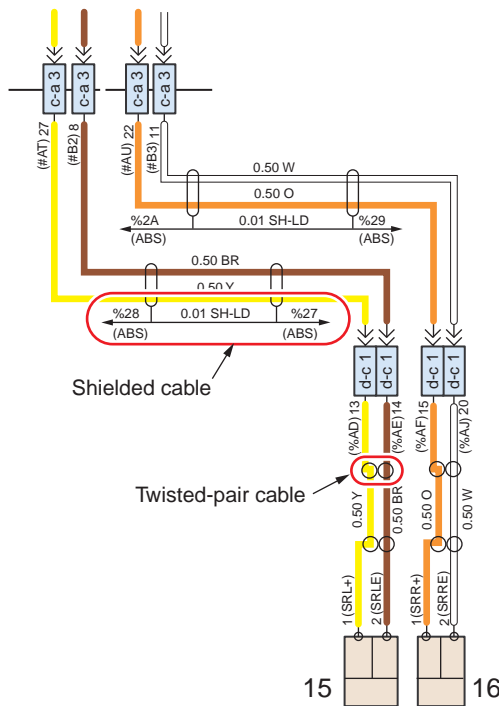 c-a 3
c-a 3
c-a 3
c-a 3
(#AT) 27
(#B2) 8
(#AU) 22
(#B3) 11
0.50 W
0.50 O
%2A 0.01 SH-LD %29
(ABS) (ABS)
0.50 BR
0.50 Y
%28 0.01 SH-LD %27
(ABS) (ABS)
Shielded cable
d-c 1
d-c 1
d-c 1
d-c 1
(%AD) 13
(%AE) 14
(%AF) 15
(%AJ) 20
Twisted-pair cable
0.50 Y
0.50 BR
0.50 O
0.50 W
1 (SRL+)
2 (SRLE)
1(SRR+)
2 (SRRE)
15
16